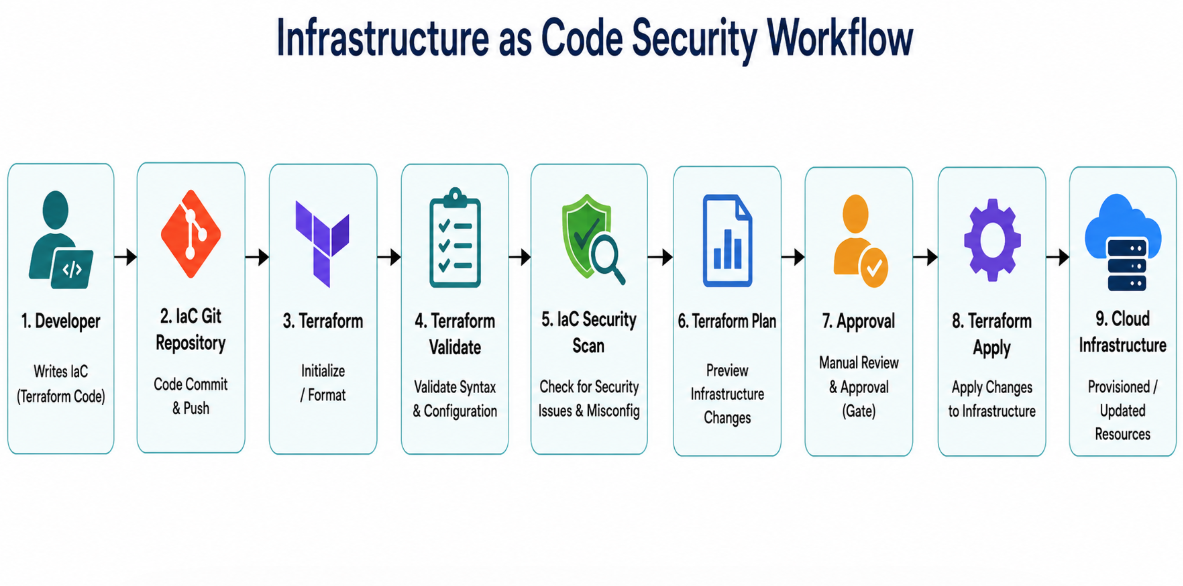 Infrastructure as Code Security Workflow
</>
1. Developer
Writes IaC
(Terraform Code)
2. IaC Git
Repository
Code Commit
& Push
3. Terraform
Initialize
/ Format
4. Terraform
Validate
Validate Syntax
& Configuration
5. IaC Security
Scan
Check for Security
Issues & Misconfig
6. Terraform Plan
Preview
Infrastructure
Changes
7. Approval
Manual Review
& Approval
(Gate)
8. Terraform
Apply
Apply Changes
to Infrastructure
9. Cloud
Infrastructure
Provisioned /
Updated
Resources